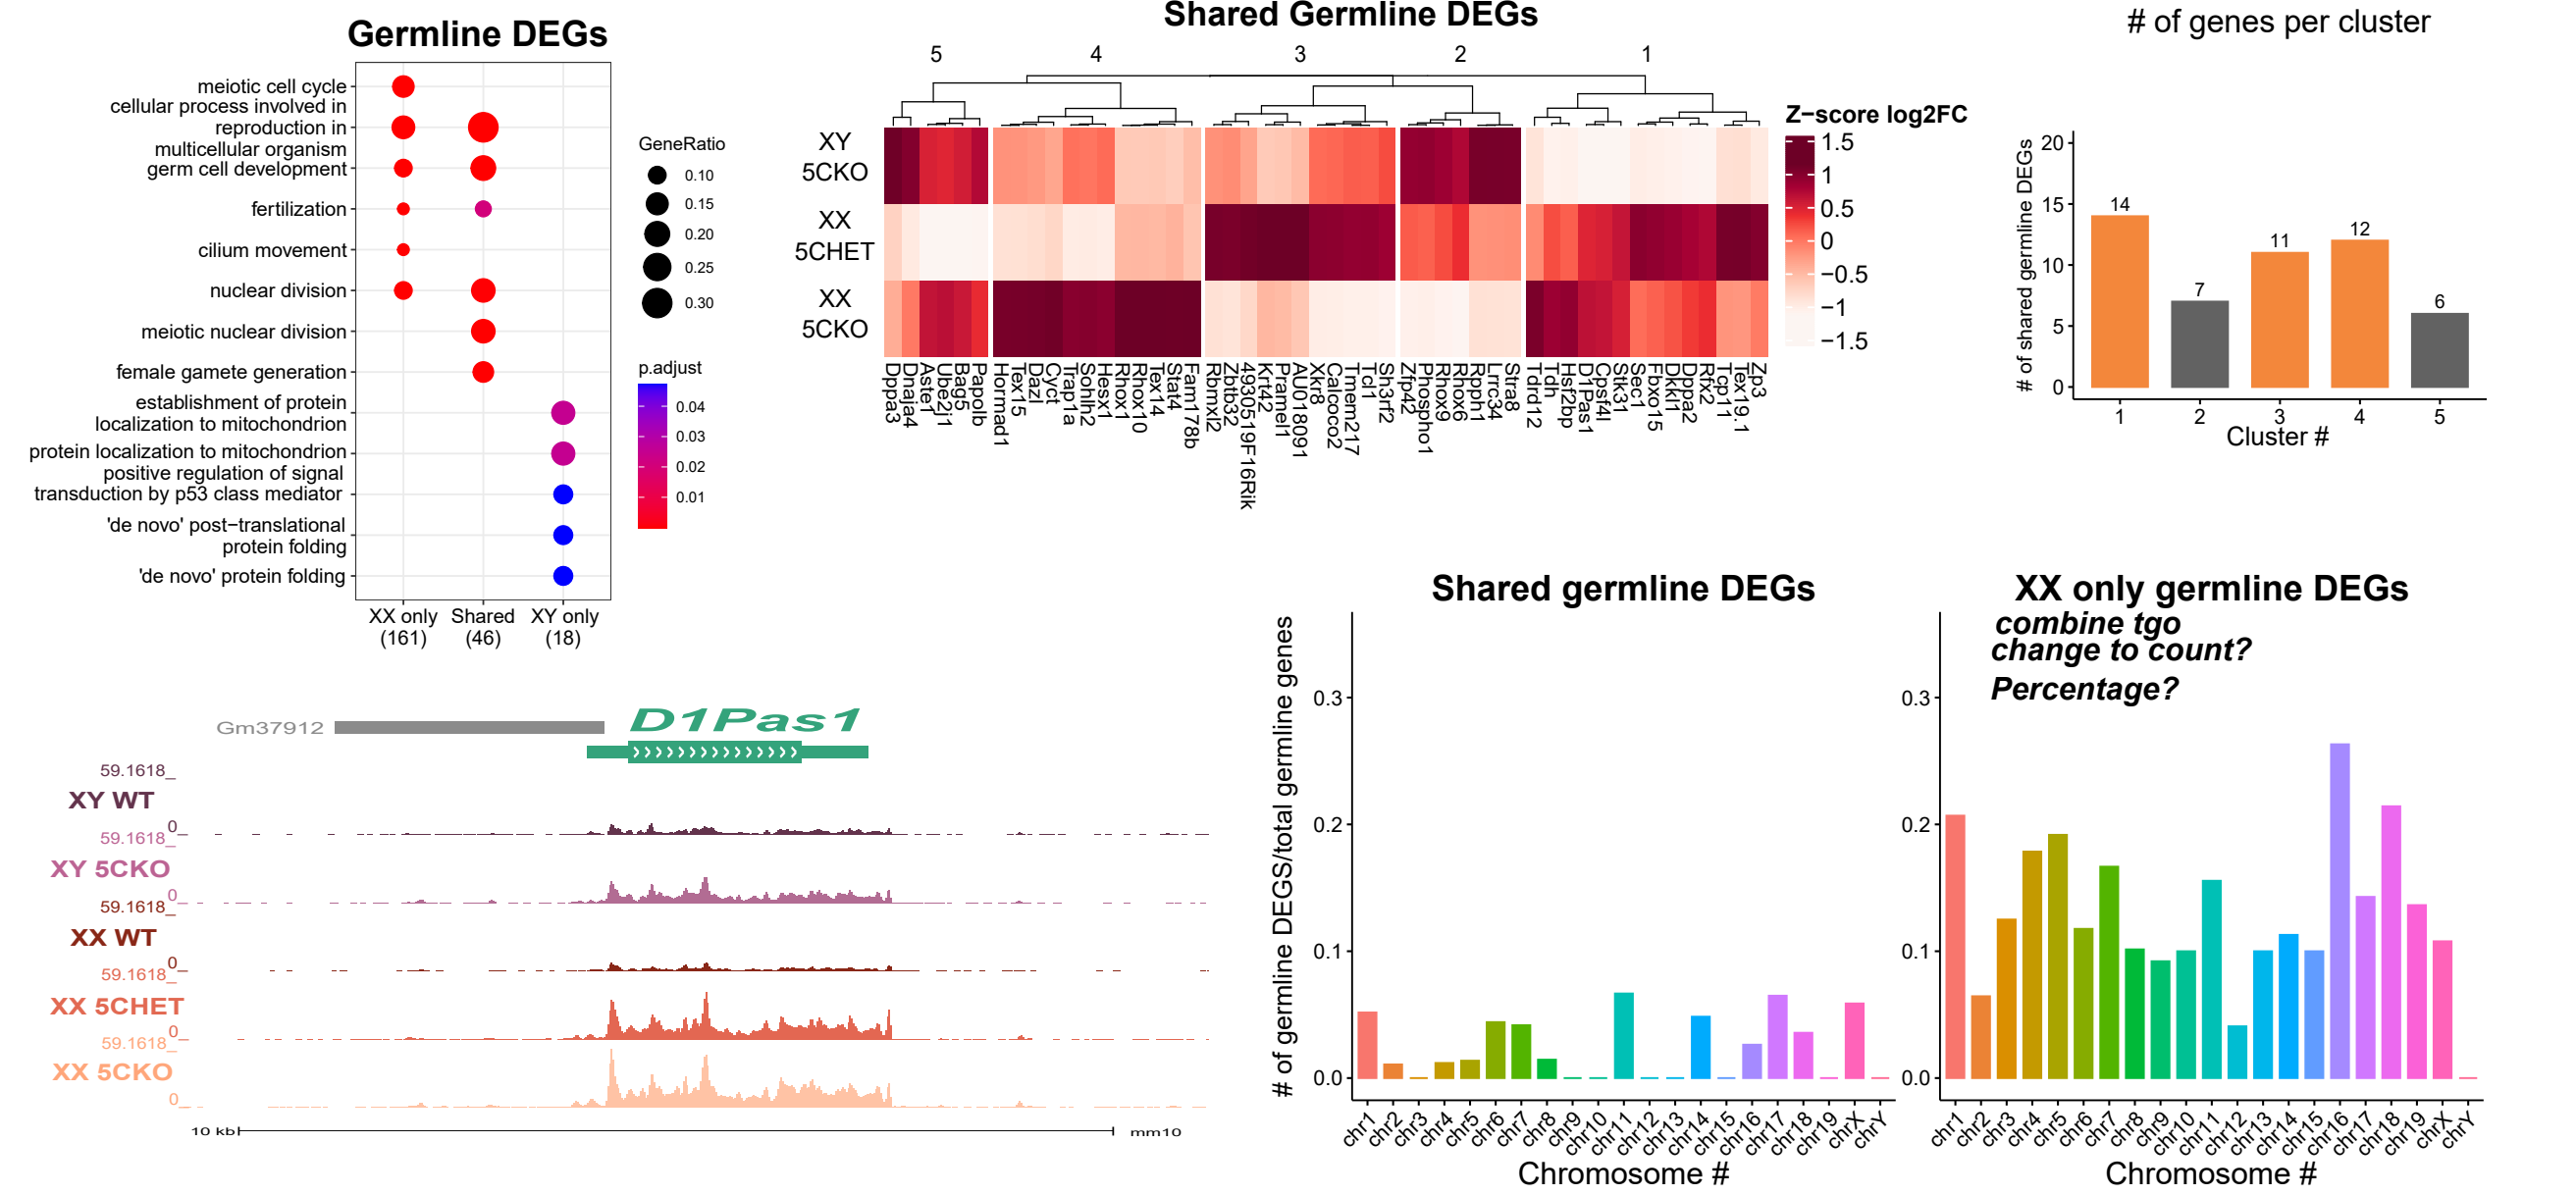 Germline DEGs
meiotic cell cycle
cellular process involved in
reproduction in
multicellular organism
germ cell development
fertilization
cilium movement
nuclear division
meiotic nuclear division
female gamete generation
establishment of protein
localization to mitochondrion
protein localization to mitochondrion
positive regulation of signal
transduction by p53 class mediator
'de novo' post−translational
protein folding
'de novo' protein folding
XX only
(161)
Shared
(46)
XY only
(18)
GeneRatio
0.10
0.15
0.20
0.25
0.30
p.adjust
0.04
0.03
0.02
0.01
Shared Germline DEGs
5 4 3 2 1
XY
5CKO
XX
5CHET
XX
5CKO
Dppa3
Dnaja4
Aste1
Ube2j1
Bag5
Papolb
Hormad1
Tex15
Dazl
Cyct
Trap1a
Sohlh2
Hesx1
Rhox1
Rhox10
Tex14
Stat4
Fam178b
Rbmxl2
Zbtb32
4930519F16Rik
Krt42
Pramel1
AU018091
Xkr8
Calcoco2
Tmem217
Tcl1
Sh3rf2
Zfp42
Phospho1
Rhox9
Rhox6
Rpph1
Lrrc34
Stra8
Tdrd12
Tdh
Hsf2bp
D1Pas1
Cpsf4l
Stk31
Sec1
Fbxo15
Dkkl1
Dppa2
Rfx2
Tcp11
Tex19.1
Zp3
Z−score log2FC
1.5
1
0.5
0
−0.5
−1
−1.5
# of genes per cluster
# of shared germline DEGs
20
15
10
5
0
14
7
11
12
6
1 2 3 4 5
Cluster #
Gm37912
D1Pas1
59.1618_
XY WT
0_
59.1618_
XY 5CKO
0_
59.1618_
XX WT
0_
59.1618_
XX 5CHET
0_
59.1618_
XX 5CKO
0_
10 kb
mm10
Shared germline DEGs
# of germline DEGS/total germline genes
0.3
0.2
0.1
0.0
chr1 chr2 chr3 chr4 chr5 chr6 chr7 chr8 chr9 chr10 chr11 chr12 chr13 chr14 chr15 chr16 chr17 chr18 chr19 chrX chrY
Chromosome #
XX only germline DEGs
combine tgo
change to count?
Percentage?
0.3
0.2
0.1
0.0
chr1 chr2 chr3 chr4 chr5 chr6 chr7 chr8 chr9 chr10 chr11 chr12 chr13 chr14 chr15 chr16 chr17 chr18 chr19 chrX chrY
Chromosome #